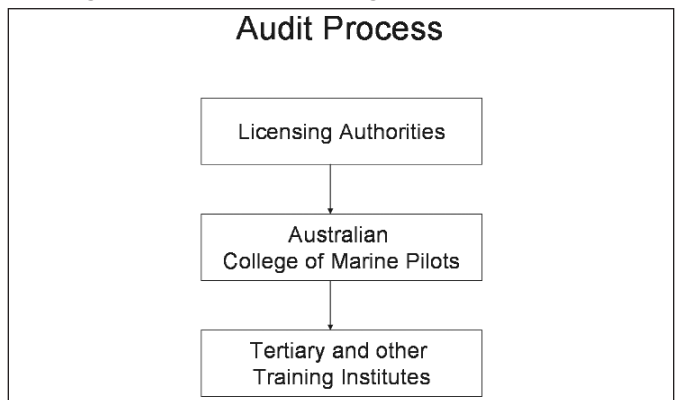 Audit Process
Licensing Authorities
Australian
College of Marine Pilots
Tertiary and other
Training Institutes